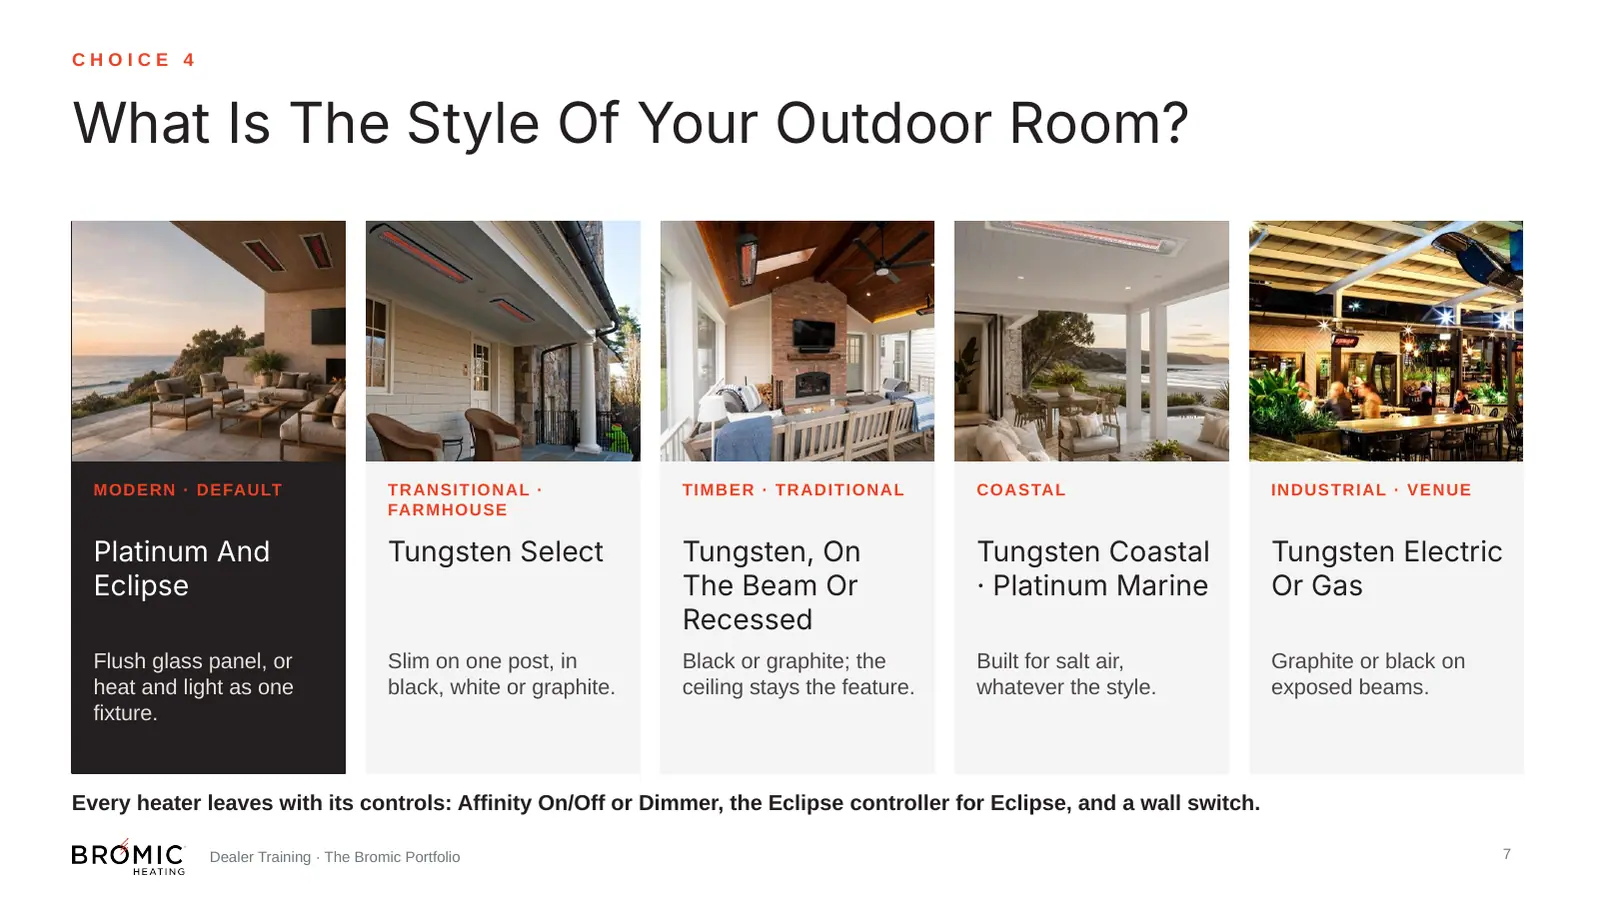 CHOICE 4
What Is The Style Of Your Outdoor Room?
MODERN · DEFAULT
Platinum And
Eclipse
Flush glass panel, or
heat and light as one
fixture.
TRANSITIONAL ·
FARMHOUSE
Tungsten Select
Slim on one post, in
black, white or graphite.
TIMBER · TRADITIONAL
Tungsten, On
The Beam Or
Recessed
Black or graphite; the
ceiling stays the feature.
COASTAL
Tungsten Coastal
· Platinum Marine
Built for salt air,
whatever the style.
INDUSTRIAL · VENUE
Tungsten Electric
Or Gas
Graphite or black on
exposed beams.
Every heater leaves with its controls: Affinity On/Off or Dimmer, the Eclipse controller for Eclipse, and a wall switch.
BROMIC
HEATING
Dealer Training · The Bromic Portfolio
7